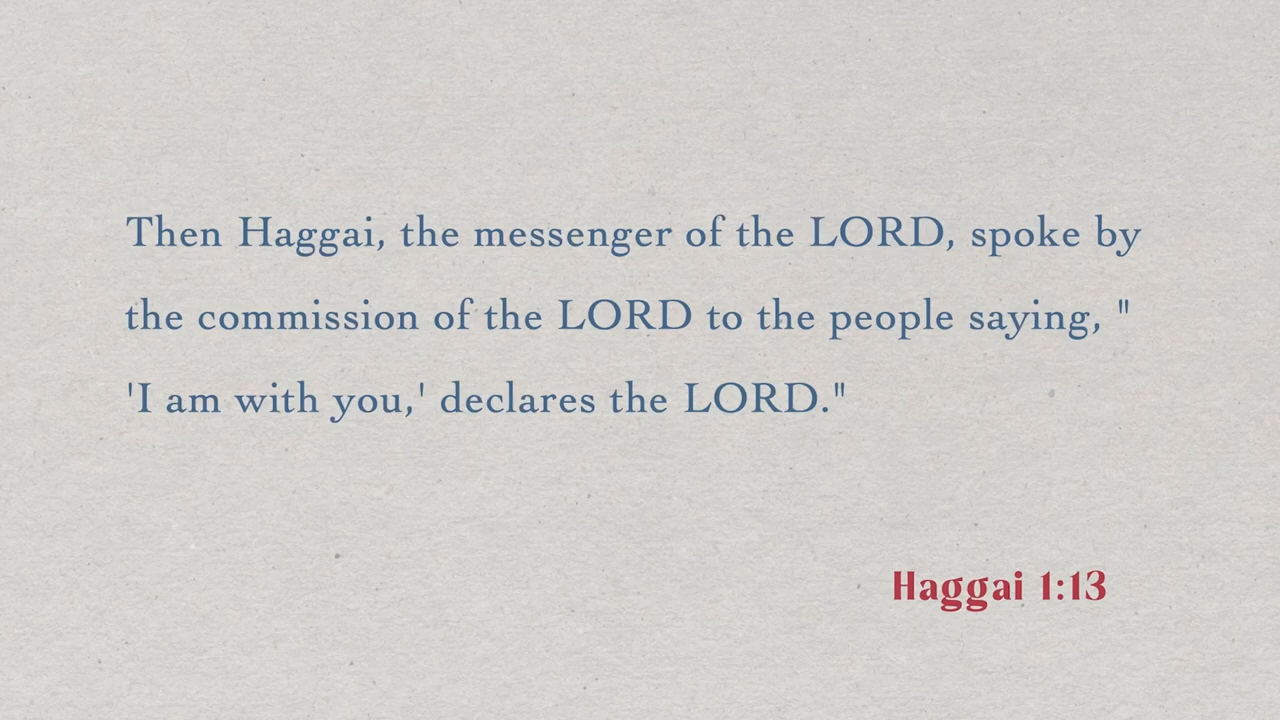 Then Haggai, the messenger of the LORD, spoke by
the commission of the LORD to the people saying, "
'I am with you,' declares the LORD."
Haggai 1:13